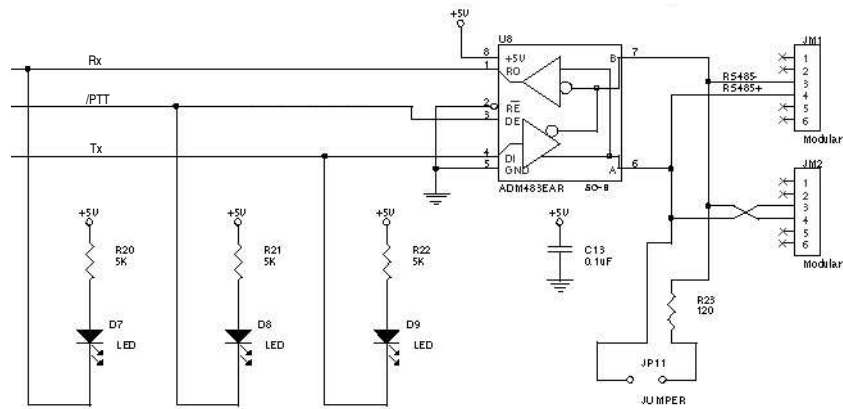 +5V
U8
JM1
8
+5V
B
7
1
RO
Rx
RS485-
RS485+
1
2
3
4
5
6
Modular
/PTT
2
RE
3
DE
Tx
4
DI
5
GND
A
6
ADM483EAR
SO-8
JM2
1
2
3
4
5
6
Modular
+5V
+5V
+5V
R20
5K
R21
5K
R22
5K
C13
0.1uF
R23
120
D7
LED
D8
LED
D9
LED
JP11
JUMPER